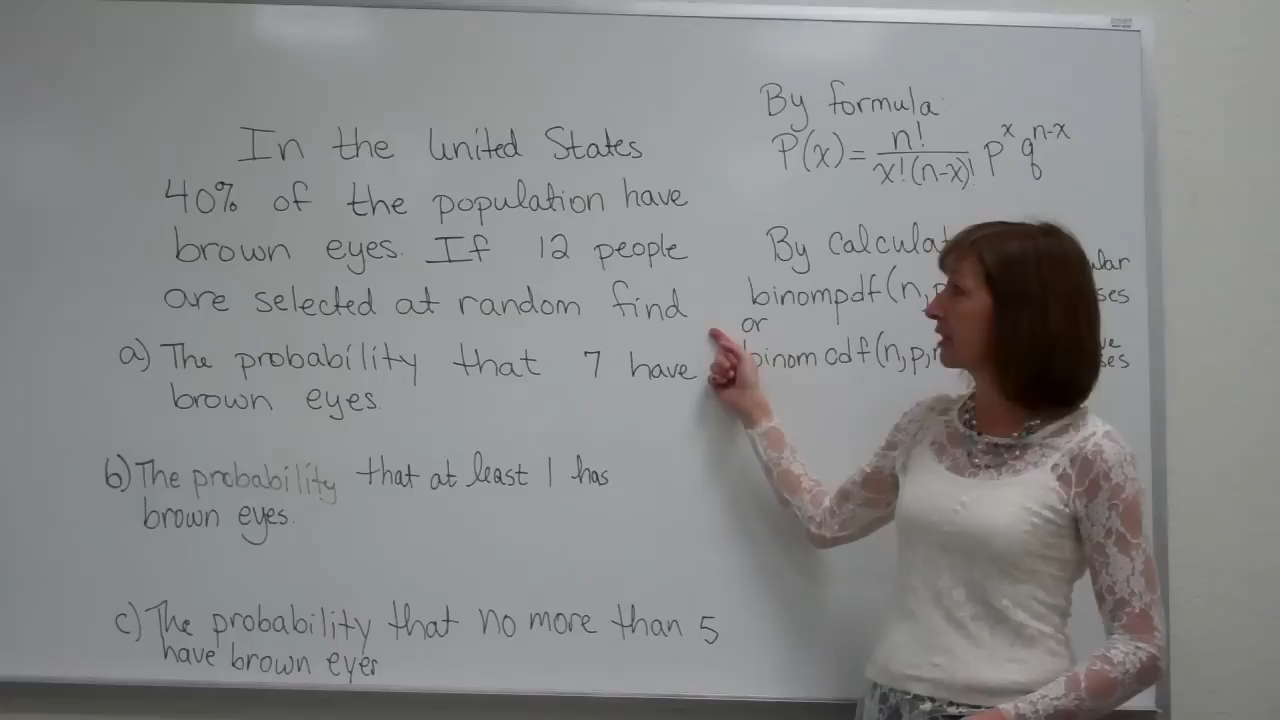 In the United States
40% of the population have
brown eyes. If 12 people
are selected at random find
a) The probability that 7 have
brown eyes.
b) The probability that at least 1 has
brown eyes.
c) The probability that no more than 5
have brown eyes
By formula:
P(x) = n! / x!(n-x)! p^x q^n-x
By calculat
binompdf(n, p
or
binomcdf(n, p,